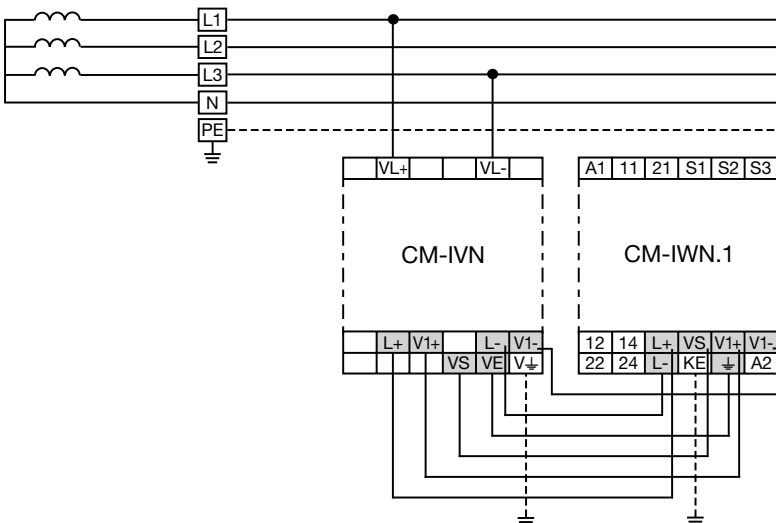 L1
L2
L3
N
PE
VL+ VL-
A1 11 21 S1 S2 S3
CM-IVN
CM-IWN.1
L+ V1+ L- V1-
VS VE V⏚
12 14 L+ VS V1+ V1-
22 24 L- KE ⏚ A2